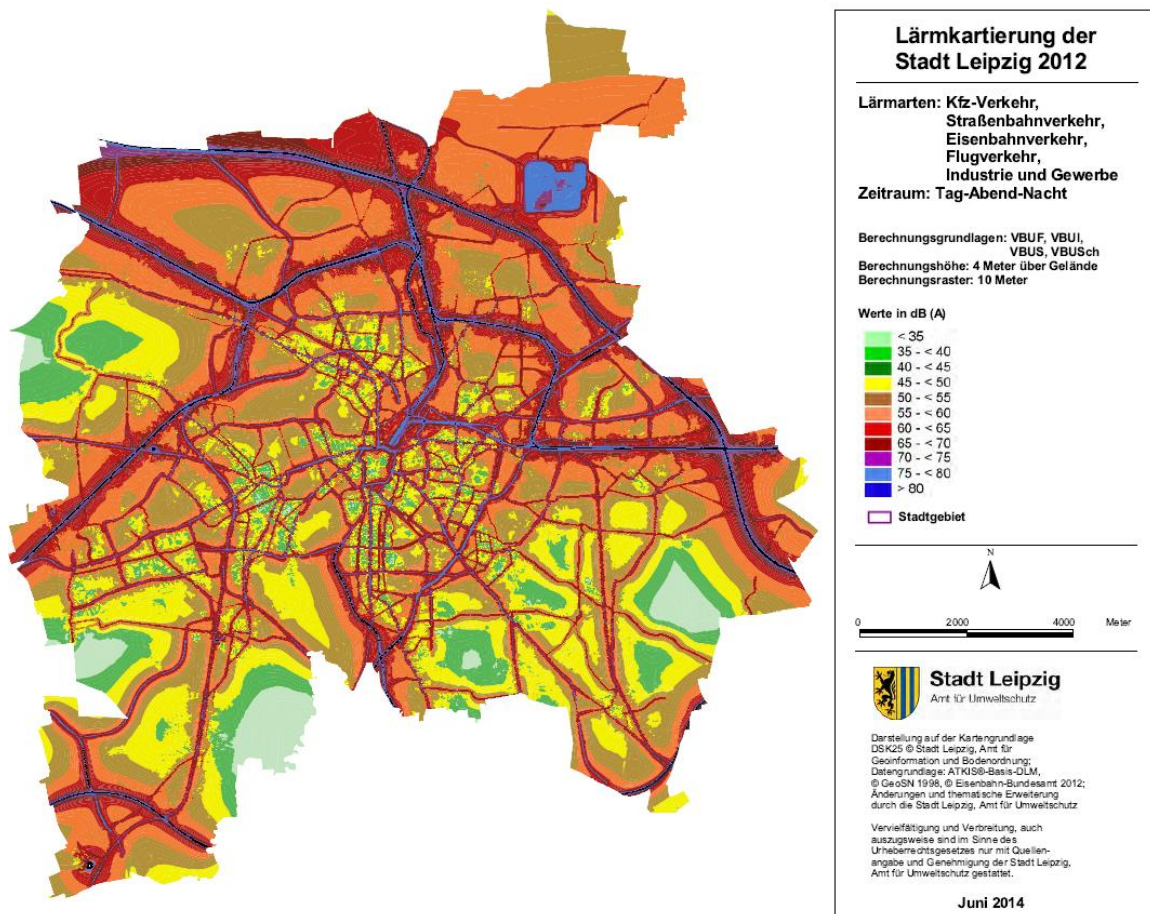 Lärmkartierung der
Stadt Leipzig 2012
Lärmarten: Kfz-Verkehr,
Straßenbahnverkehr,
Eisenbahnverkehr,
Flugverkehr,
Industrie und Gewerbe
Zeitraum: Tag-Abend-Nacht
Berechnungsgrundlagen: VBUF, VBUI,
VBUS, VBUSch
Berechnungshöhe: 4 Meter über Gelände
Berechnungsraster: 10 Meter
Werte in dB (A)
< 35
35 - < 40
40 - < 45
45 - < 50
50 - < 55
55 - < 60
60 - < 65
65 - < 70
70 - < 75
75 - < 80
> 80
Stadtgebiet
N
0 2000 4000 Meter
Stadt Leipzig
Amt für Umweltschutz
Darstellung auf der Kartengrundlage
DSK25 © Stadt Leipzig, Amt für
Geoinformation und Bodenordnung;
Datengrundlage: ATKIS®-Basis-DLM,
© GeoSN 1998, © Eisenbahn-Bundesamt 2012;
Änderungen und thematische Erweiterung
durch die Stadt Leipzig, Amt für Umweltschutz
Vervielfältigung und Verbreitung, auch
auszugsweise sind im Sinne des
Urheberrechtsgesetzes nur mit Quellen-
angabe und Genehmigung der Stadt Leipzig,
Amt für Umweltschutz gestattet.
Juni 2014